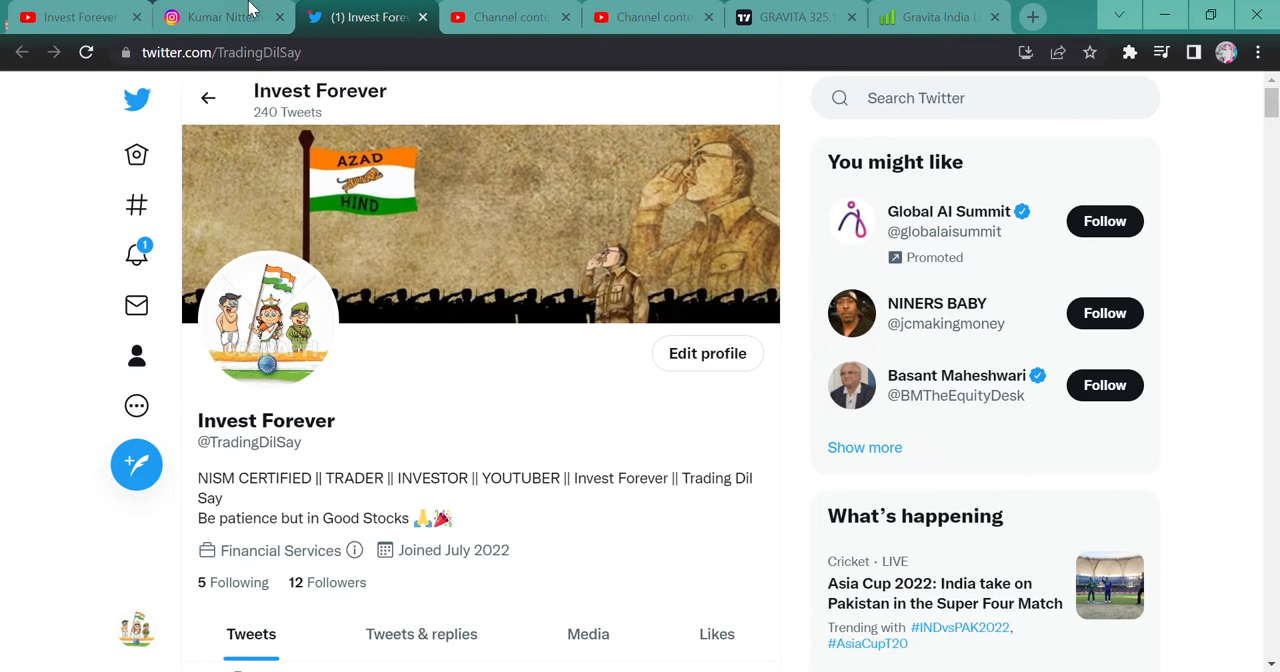 Invest Forever
Kumar Nitte
(1) Invest Fore
Channel conte
Channel conte
GRAVITA 325.1
Gravita India L
twitter.com/TradingDilSay
Invest Forever
240 Tweets
Search Twitter
AZAD
HIND
You might like
Global AI Summit
@globalaisummit
Promoted
Follow
NINERS BABY
@jcmakingmoney
Follow
Basant Maheshwari
@BMTheEquityDesk
Follow
Show more
1
Edit profile
Invest Forever
@TradingDilSay
NISM CERTIFIED || TRADER || INVESTOR || YOUTUBER || Invest Forever || Trading Dil
Say
Be patience but in Good Stocks 🙏🎉
Financial Services
Joined July 2022
5 Following 12 Followers
Tweets
Tweets & replies
Media
Likes
What's happening
Cricket · LIVE
Asia Cup 2022: India take on
Pakistan in the Super Four Match
Trending with #INDvsPAK2022,
#AsiaCupT20